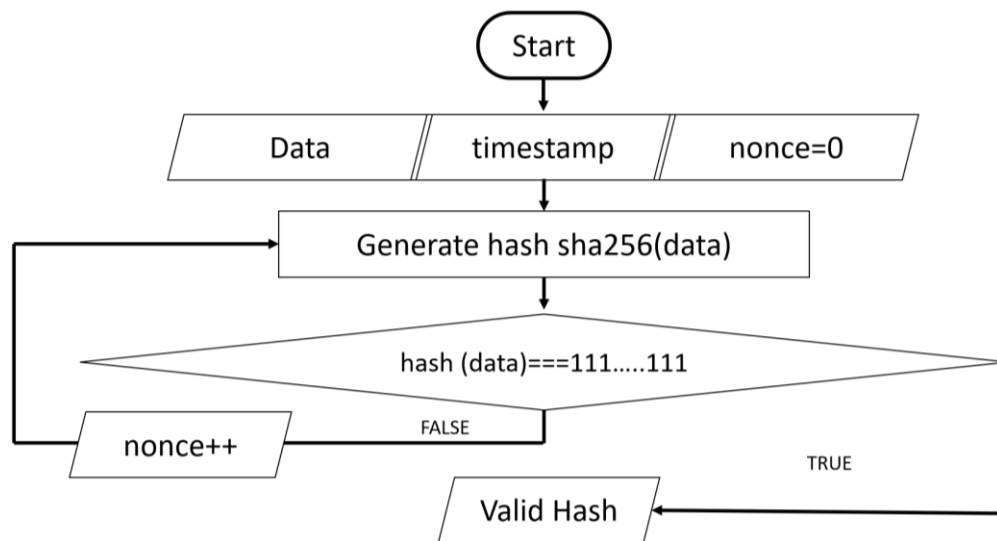 Start
Data
timestamp
nonce=0
Generate hash sha256(data)
hash (data)===111.....111
FALSE
nonce++
TRUE
Valid Hash